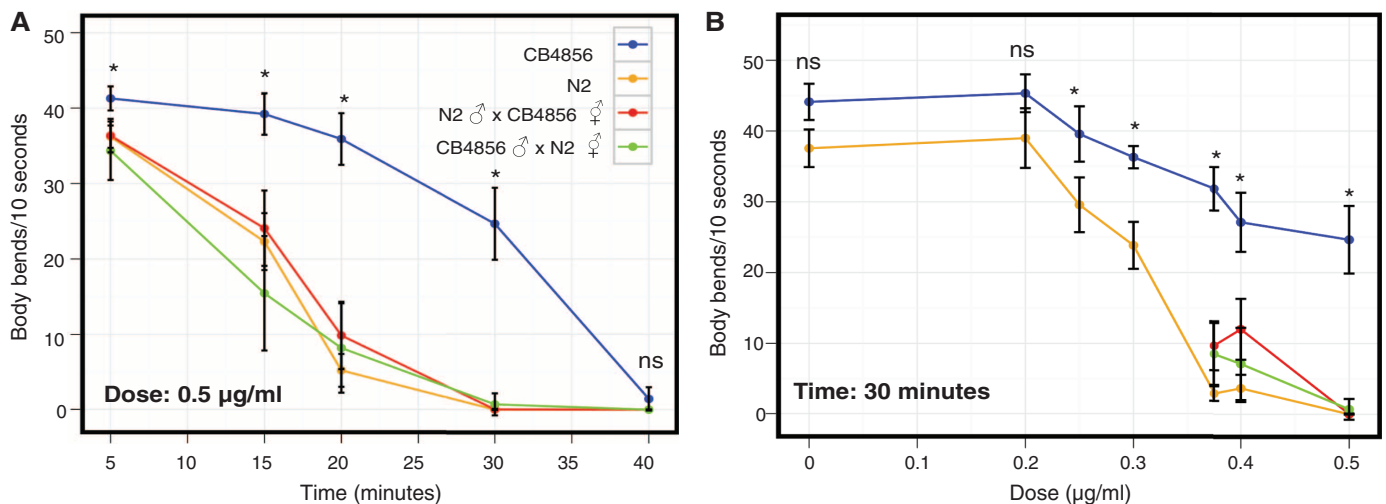 A
B
50
40
30
20
10
0
Body bends/10 seconds
*
*
*
*
ns
CB4856
N2
N2 ♂ x CB4856 ⚥
CB4856 ♂ x N2 ⚥
Dose: 0.5 µg/ml
5 10 15 20 25 30 35 40
Time (minutes)
50
40
30
20
10
0
Body bends/10 seconds
ns
ns
*
*
*
*
*
Time: 30 minutes
0 0.1 0.2 0.3 0.4 0.5
Dose (µg/ml)